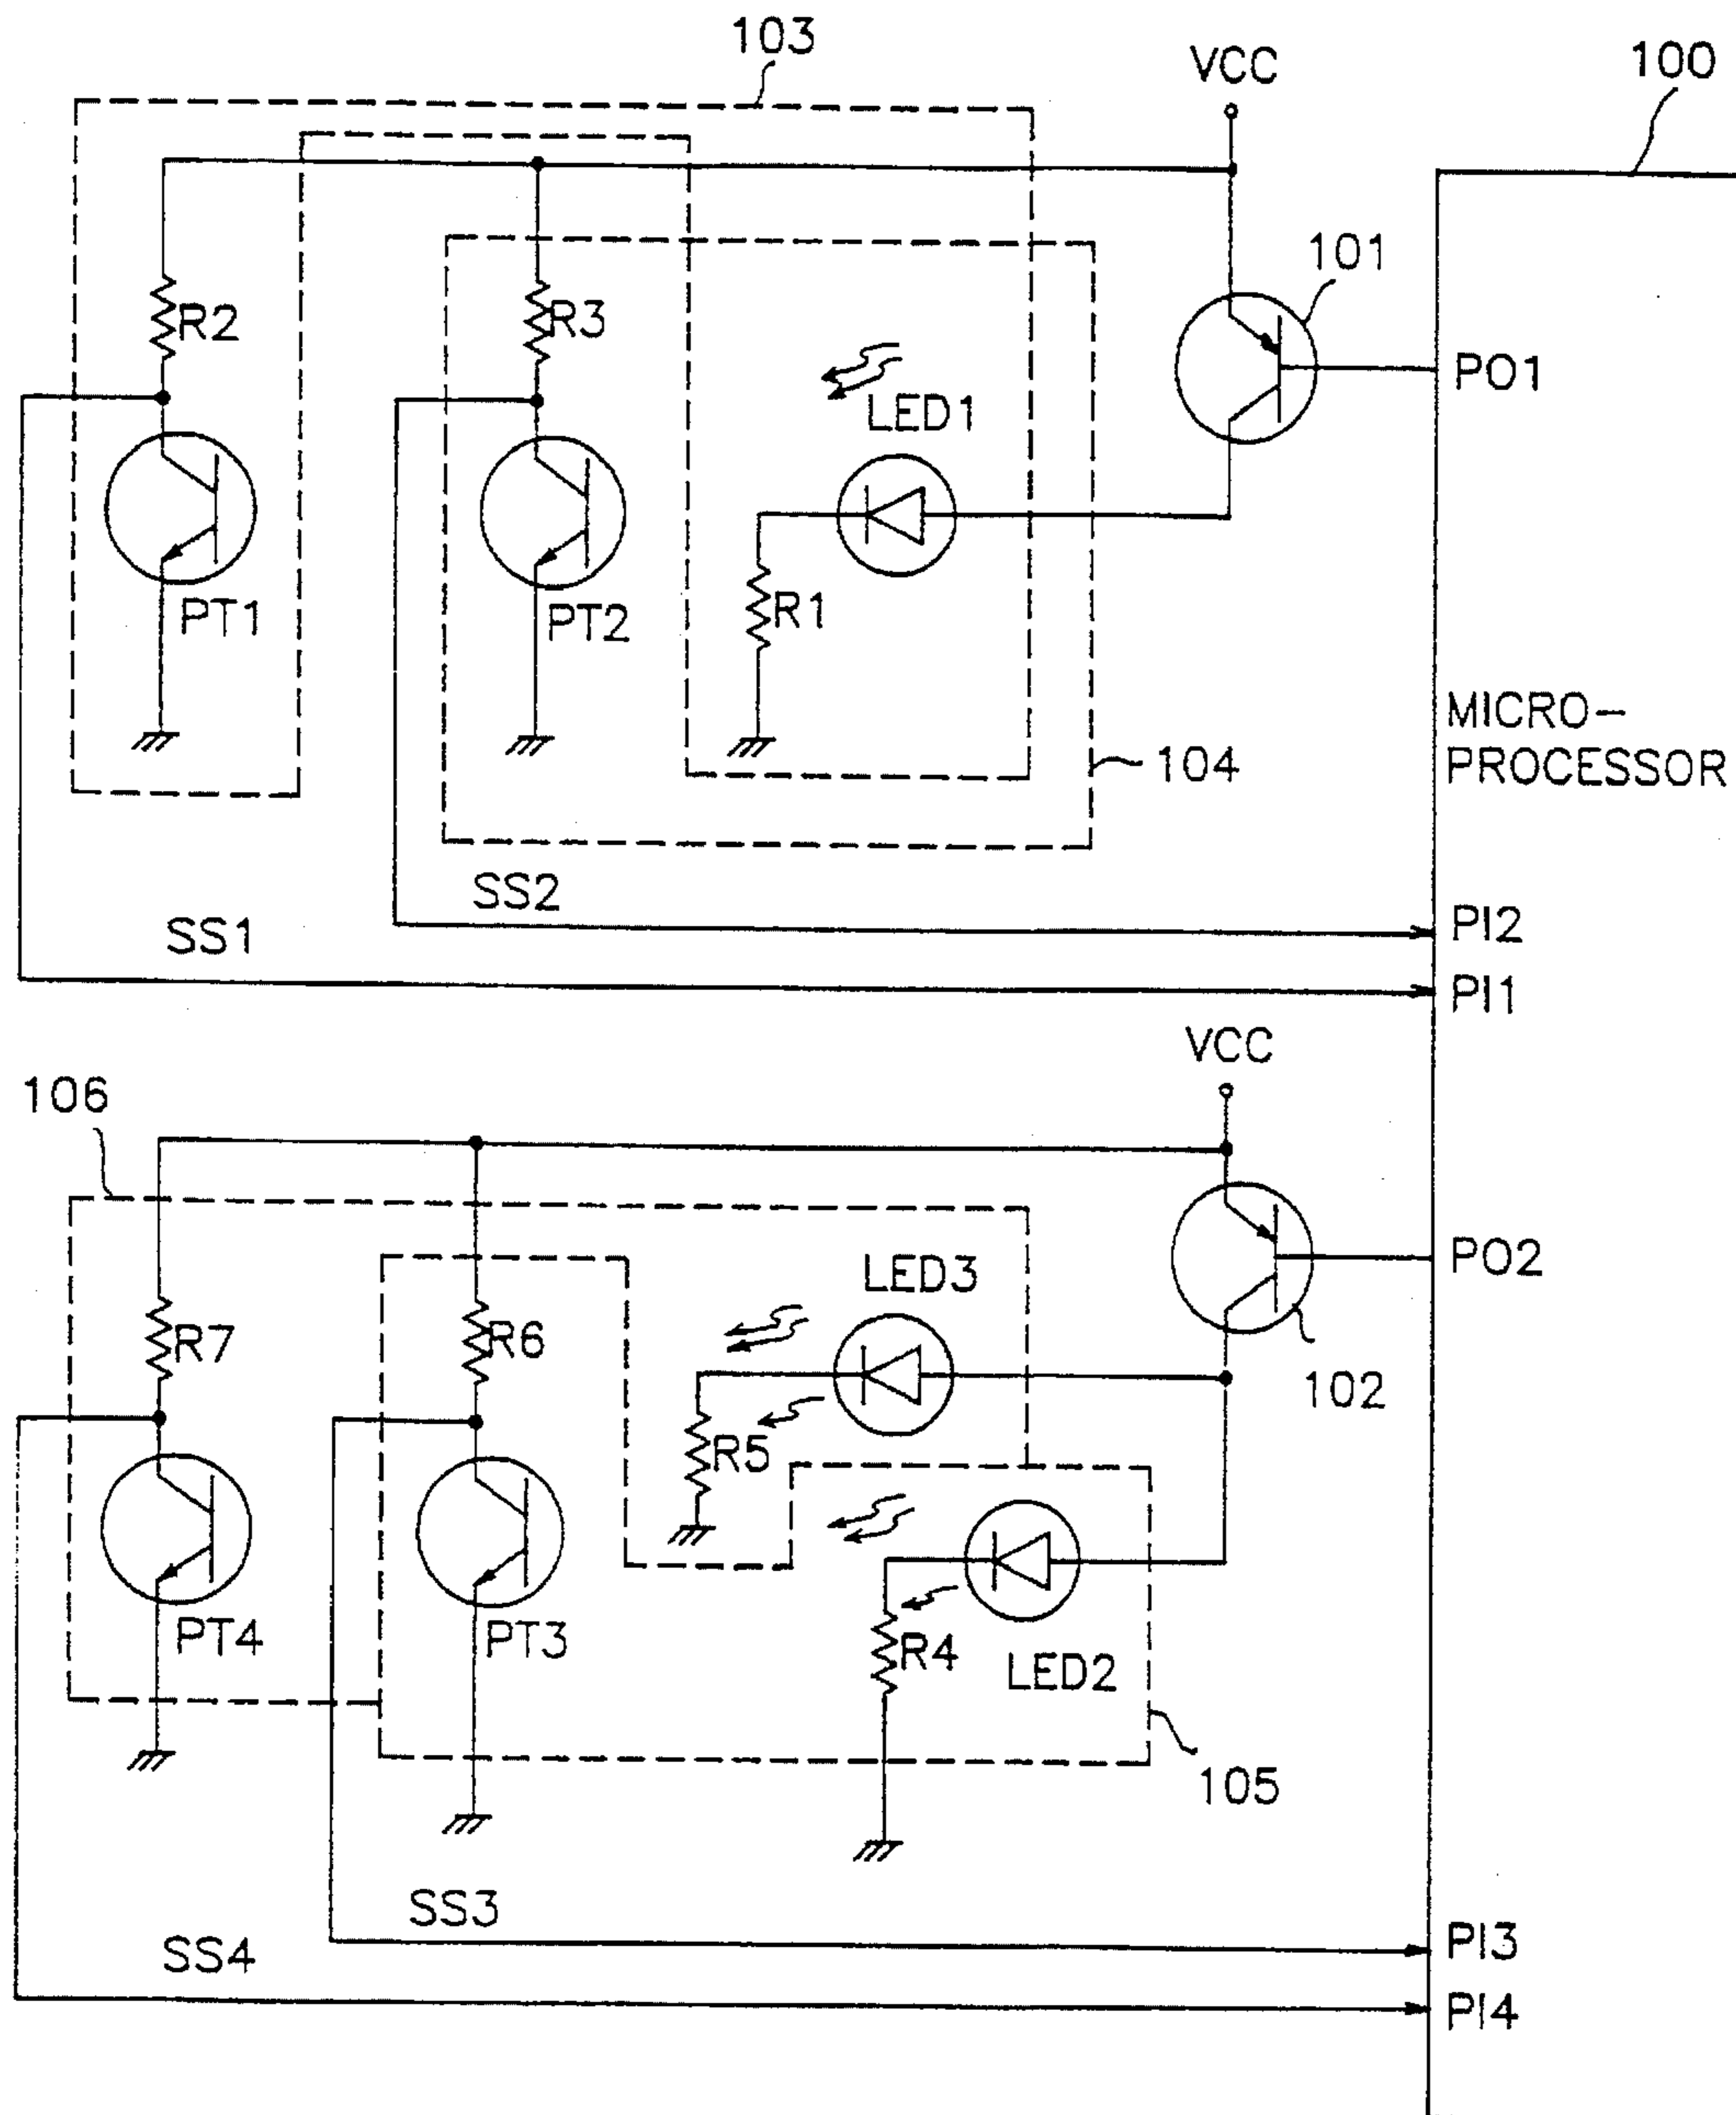 103
VCC
100
101
R2
R3
PO1
LED1
PT1
PT2
R1
MICRO-
PROCESSOR
104
SS2
SS1
PI2
PI1
VCC
106
PO2
LED3
R7
R6
102
R5
PT4
PT3
R4
LED2
105
SS3
SS4
PI3
PI4